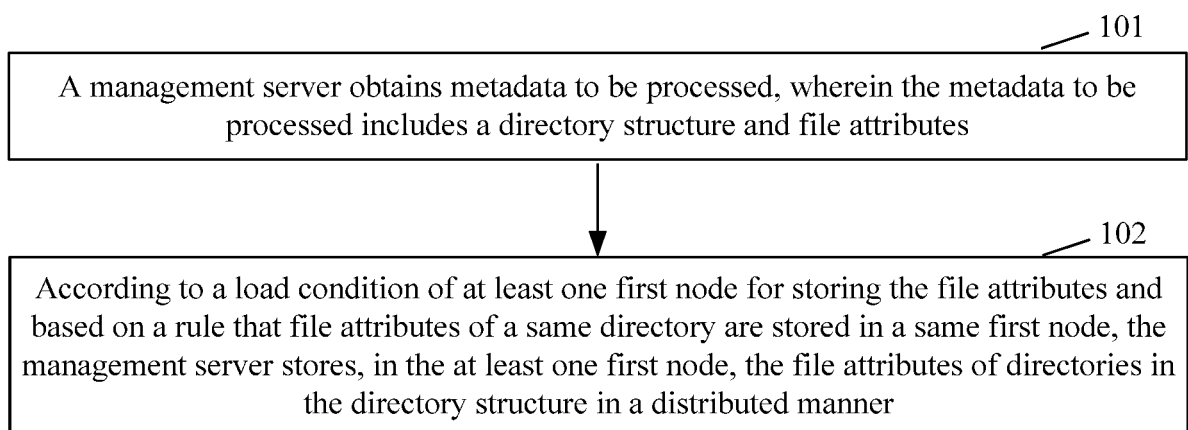 101
A management server obtains metadata to be processed, wherein the metadata to be
processed includes a directory structure and file attributes
102
According to a load condition of at least one first node for storing the file attributes and
based on a rule that file attributes of a same directory are stored in a same first node, the
management server stores, in the at least one first node, the file attributes of directories in
the directory structure in a distributed manner